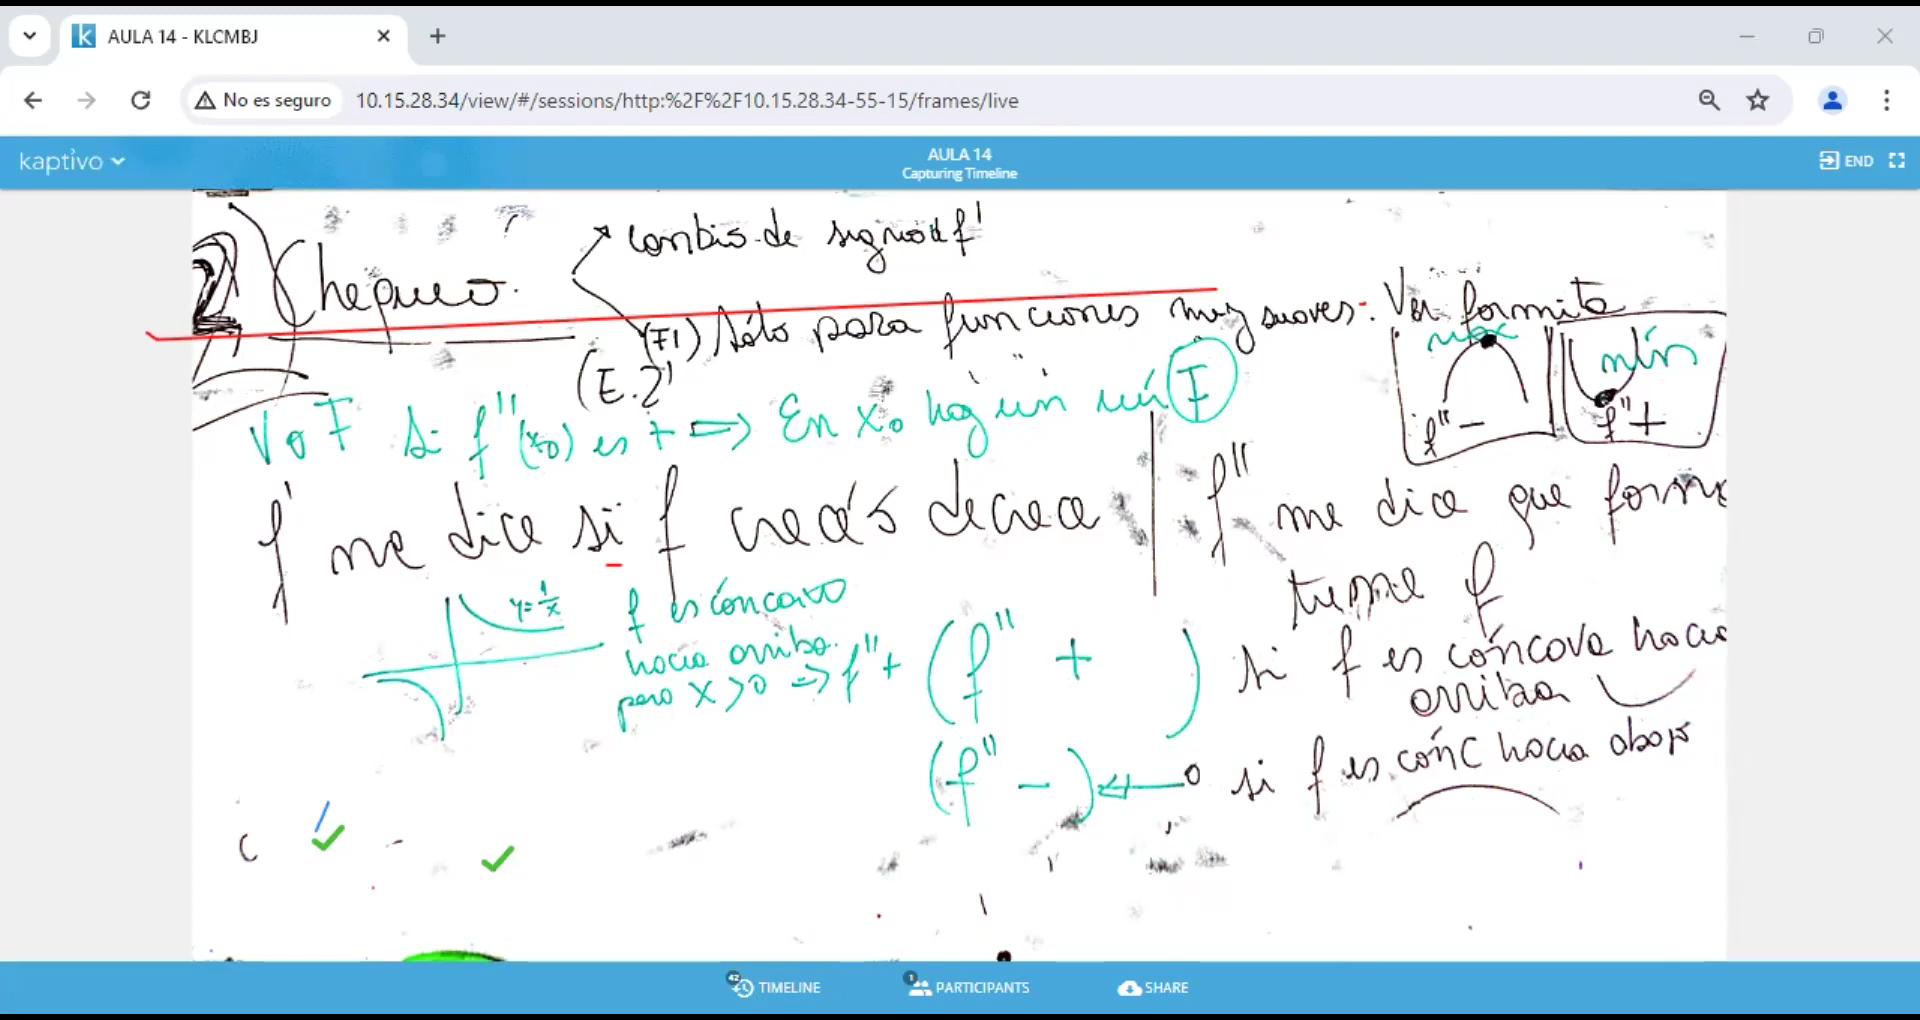 AULA 14 - KLCMBJ
No es seguro
10.15.28.34/view/#/sessions/http:%2F%2F10.15.28.34-55-15/frames/live
kaptivo
AULA 14
Capturing Timeline
END
2) Chequeo.
cambio de signo de f'
(F1) Sólo para funciones muy suaves. Ver formita
(E.2)
max
f'' -
mín
f'' +
V o F Si f''(x0) es + => En x0 hay un mín F
f' me dice si f crece ó decrece
f'' me dice que forma
tiene f
y = 1/x
f es cóncava
hacia arriba.
para x > 0 => f'' +
(f'' + ) si f es cóncava hacia
arriba
(f'' - ) si f es cónc hacia abajo
42
TIMELINE
1
PARTICIPANTS
SHARE